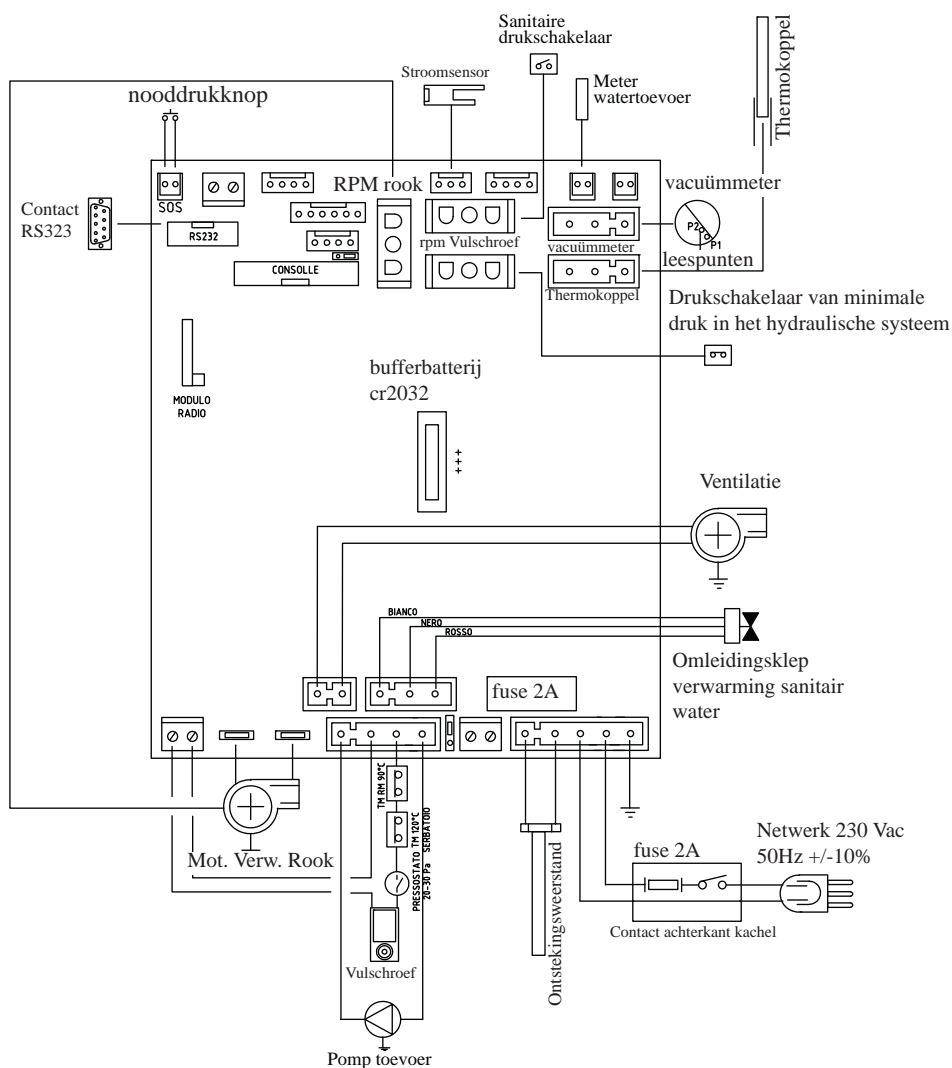 Sanitaire
drukschakelaar
Stroomsensor
Meter
watertoevoer
Thermokoppel
nooddrukknop
RPM rook
vacuümmeter
SOS
Contact
RS323
RS232
rpm Vulschroef
vacuümmeter
P2
P1
leespunten
CONSOLLE
Thermokoppel
Drukschakelaar van minimale
druk in het hydraulische systeem
MODULO
RADIO
bufferbatterij
cr2032
+++
Ventilatie
BIANCO
NERO
ROSSO
Omleidingsklep
verwarming sanitair
water
fuse 2A
TM RM 90°C
TM 120°C
SERBATOIO
PRESSOSTATO
20-30 Pa
Mot. Verw. Rook
Vulschroef
Pomp toevoer
Ontstekingsweerstand
fuse 2A
Contact achterkant kachel
Netwerk 230 Vac
50Hz +/-10%